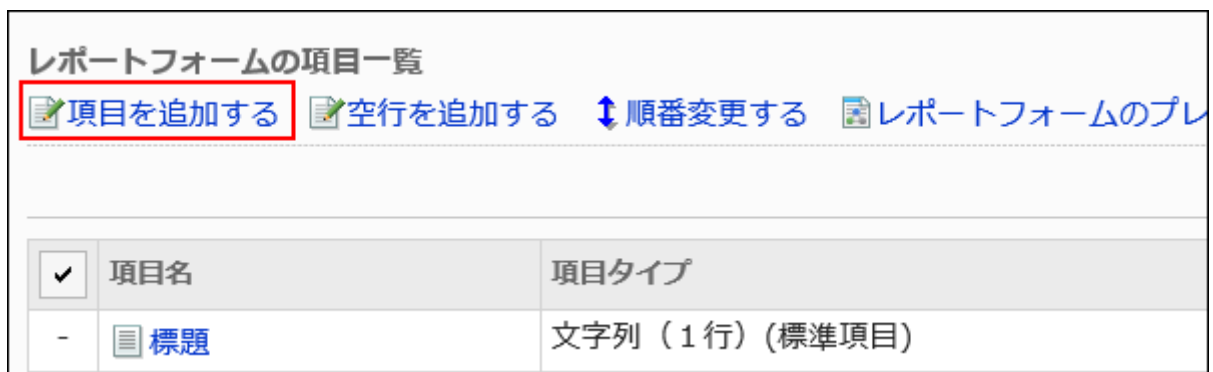 レポートフォームの項目一覧
項目を追加する 空行を追加する 順番変更する レポートフォームのプレ
項目名 項目タイプ
- 標題 文字列（１行）(標準項目)